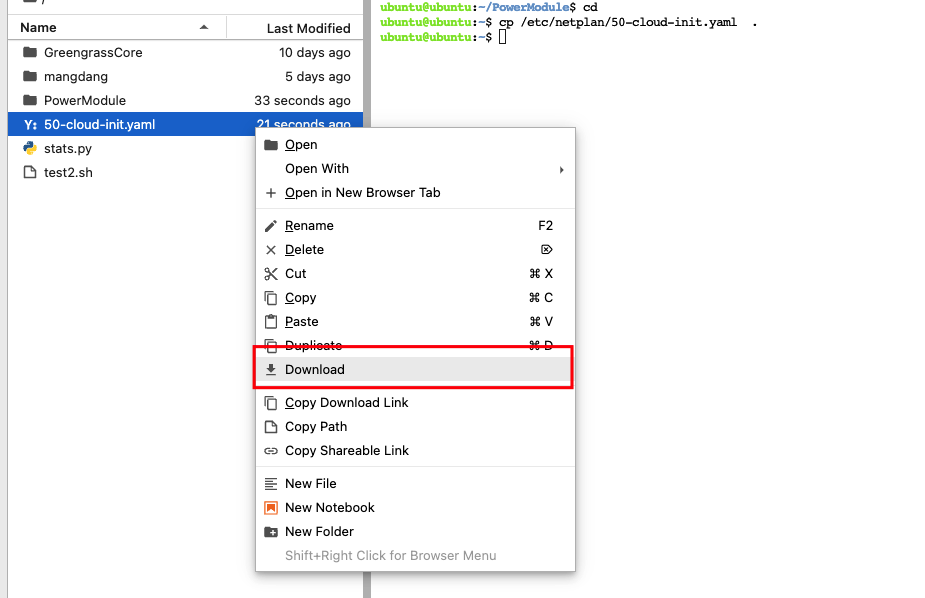 /
Name Last Modified
GreengrassCore 10 days ago
mangdang 5 days ago
PowerModule 33 seconds ago
Y: 50-cloud-init.yaml 21 seconds ago
stats.py
test2.sh
ubuntu@ubuntu:~/PowerModule$ cd
ubuntu@ubuntu:~$ cp /etc/netplan/50-cloud-init.yaml .
ubuntu@ubuntu:~$
Open
Open With
Open in New Browser Tab
Rename F2
Delete ⌦
Cut ⌘ X
Copy ⌘ C
Paste ⌘ V
Duplicate ⌘ D
Download
Copy Download Link
Copy Path
Copy Shareable Link
New File
New Notebook
New Folder
Shift+Right Click for Browser Menu